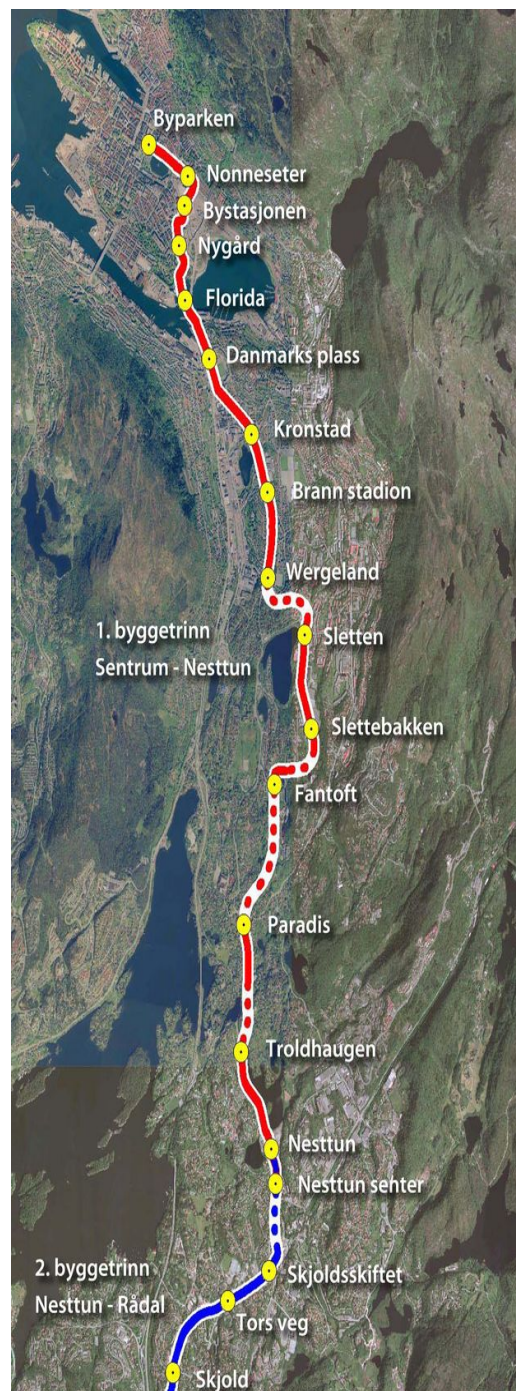 Byparken
Nonneseter
Bystasjonen
Nygård
Florida
Danmarks plass
Kronstad
Brann stadion
Wergeland
1. byggetrinn
Sentrum - Nesttun
Sletten
Slettebakken
Fantoft
Paradis
Troldhaugen
Nesttun
Nesttun sehter
2. byggetrinn
Nesttun - Rådal
Skjoldsskiftet
Tors veg
Skjold